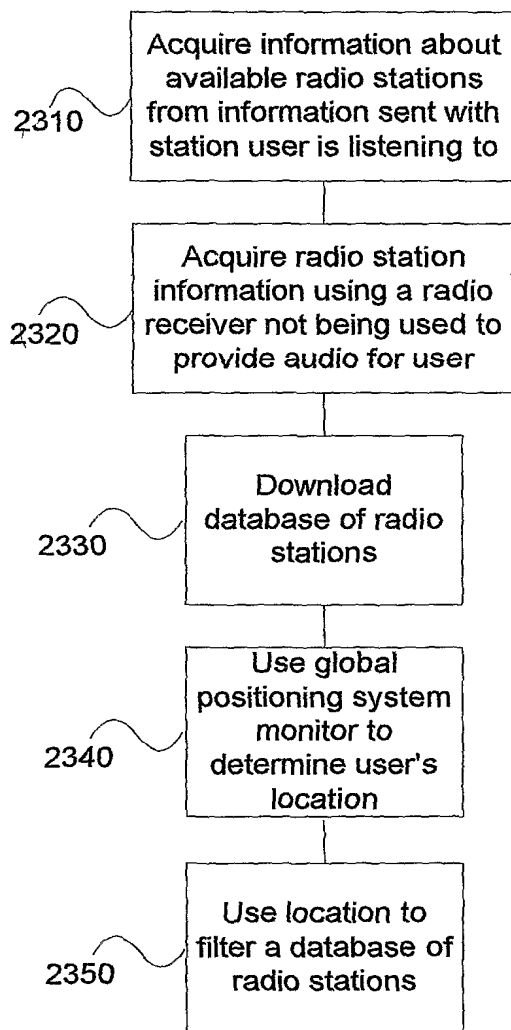 Acquire information about
available radio stations
from information sent with
station user is listening to
2310
Acquire radio station
information using a radio
receiver not being used to
provide audio for user
2320
Download
database of radio
stations
2330
Use global
positioning system
monitor to
determine user's
location
2340
Use location to
filter a database of
radio stations
2350